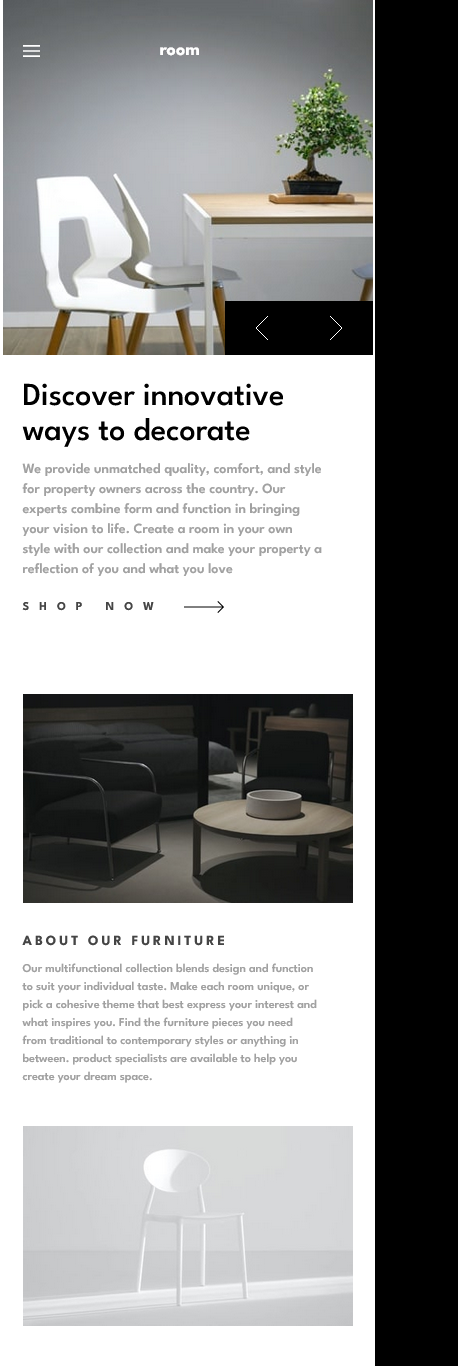 room
Discover innovative
ways to decorate
We provide unmatched quality, comfort, and style
for property owners across the country. Our
experts combine form and function in bringing
your vision to life. Create a room in your own
style with our collection and make your property a
reflection of you and what you love
SHOP NOW
ABOUT OUR FURNITURE
Our multifunctional collection blends design and function
to suit your individual taste. Make each room unique, or
pick a cohesive theme that best express your interest and
what inspires you. Find the furniture pieces you need
from traditional to contemporary styles or anything in
between. product specialists are available to help you
create your dream space.